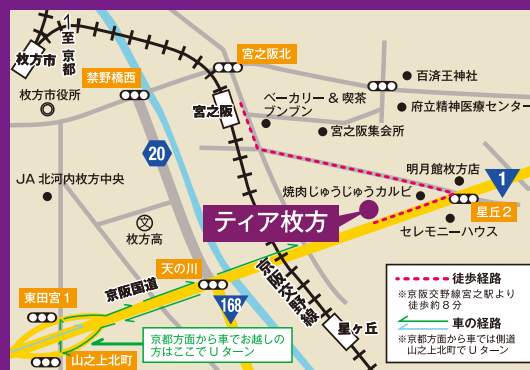 至京都
枚方市
枚方市役所
禁野橋西
宮之阪北
宮之阪
百済王神社
ベーカリー & 喫茶
ブンブン
府立精神医療センター
宮之阪集会所
20
JA 北河内枚方中央
文
枚方高
明月館枚方店
焼肉じゅうじゅうカルビ
1
星丘2
セレモニーハウス
ティア枚方
天の川
京阪国道
168
京阪交野線
星ヶ丘
東田宮1
山之上北町
京都方面から車でお越しの
方はここで U ターン
徒歩経路
※京阪交野線宮之阪より
徒歩約8分
車の経路
※京都方面から車では側道
山之上北町で U ターン